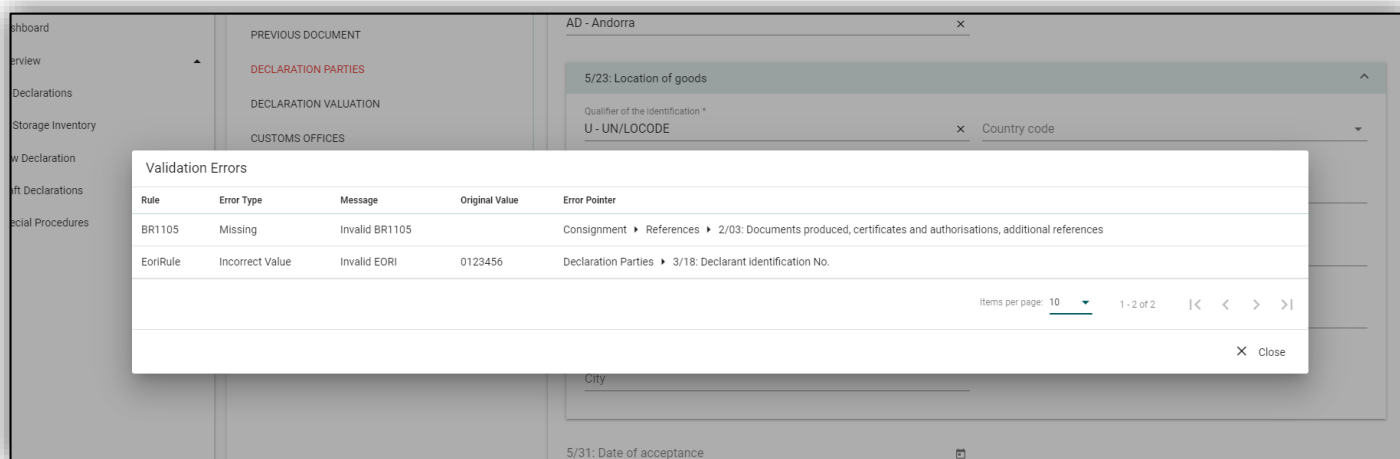 shboard
erview
Declarations
Storage Inventory
w Declaration
aft Declarations
ecial Procedures
PREVIOUS DOCUMENT
DECLARATION PARTIES
DECLARATION VALUATION
CUSTOMS OFFICES
AD - Andorra
5/23: Location of goods
Qualifier of the identification *
U - UN/LOCODE
Country code
Validation Errors
Rule Error Type Message Original Value Error Pointer
BR1105 Missing Invalid BR1105 Consignment ▸ References ▸ 2/03: Documents produced, certificates and authorisations, additional references
EoriRule Incorrect Value Invalid EORI 0123456 Declaration Parties ▸ 3/18: Declarant identification No.
Items per page: 10 1 - 2 of 2
Close
City
5/31: Date of acceptance